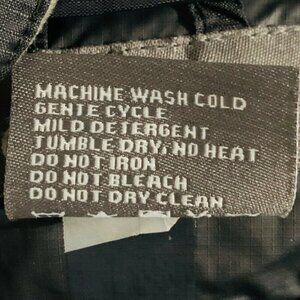 MACHINE WASH COLD
GENTE CYCLE
MILD DETERGENT
TUMBLE DRY, NO HEAT
DO NOT IRON
DO NOT BLEACH
DO NOT DRY CLEAN